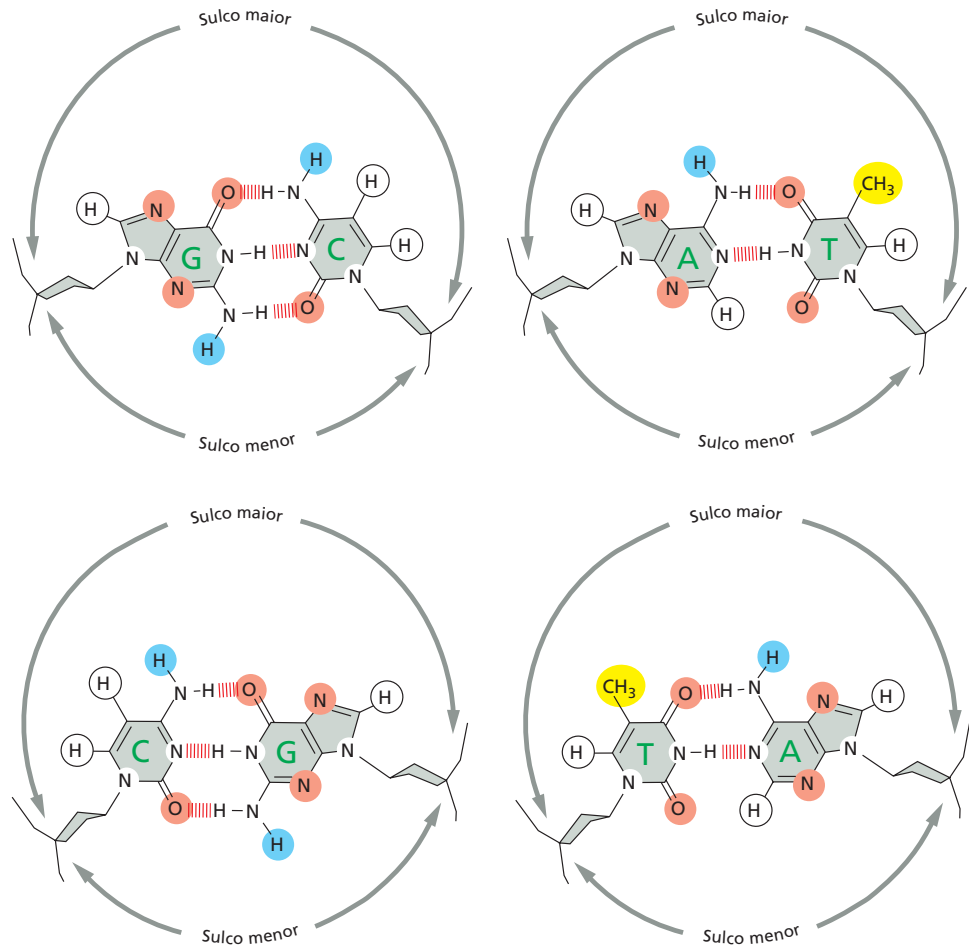 Sulco maior
H
O H N H H
H N N H N C H
G
N N N O N
N H
H
Sulco menor
Sulco maior
H
N H O CH₃
H N N H N T H
A
N N H O N
Sulco menor
Sulco maior
H
H N H O N H
H C N H N G N
N O H N N
H
Sulco menor
Sulco maior
H
CH₃ O H N N H
H T N H N A N
N O H N
Sulco menor